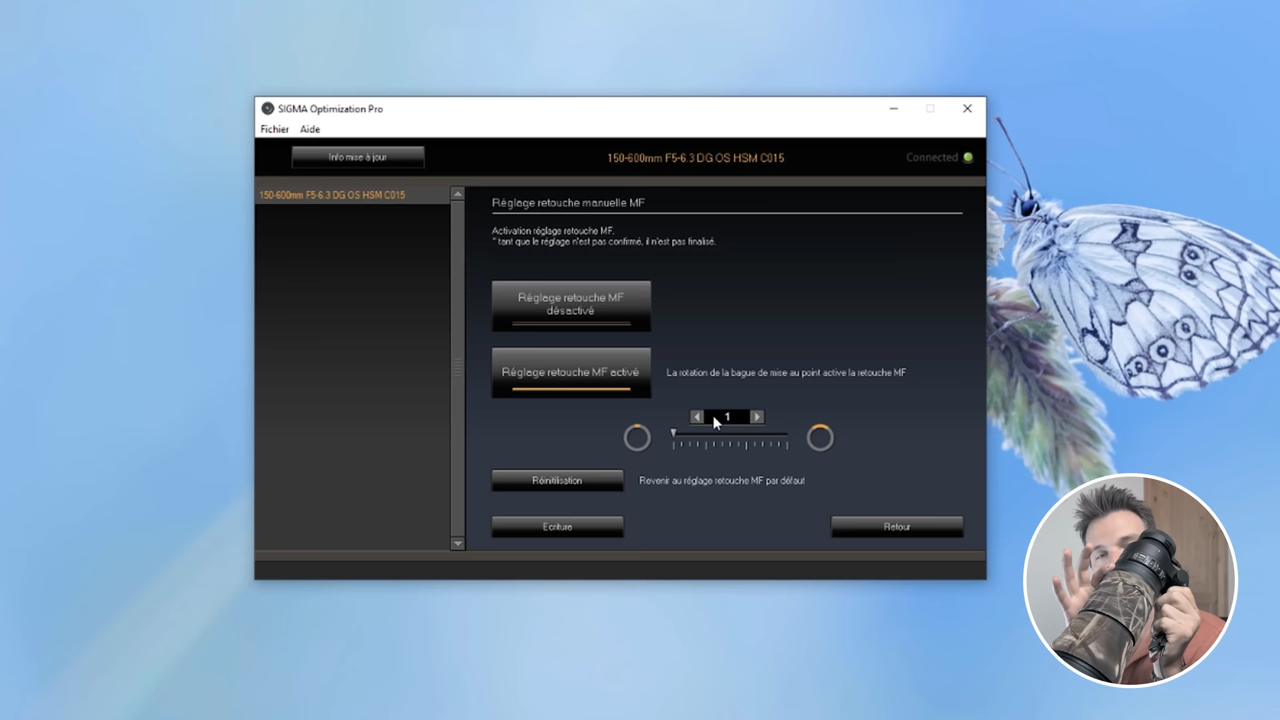 SIGMA Optimization Pro
Fichier Aide
Info mise à jour
150-600mm F5-6.3 DG OS HSM C015
Connected
150-600mm F5-6.3 DG OS HSM C015
Réglage retouche manuelle MF
Activation réglage retouche MF.
* tant que le réglage n'est pas confirmé, il n'est pas finalisé.
Réglage retouche MF
désactivé
Réglage retouche MF activé
La rotation de la bague de mise au point active la retouche MF
1
Réinitilisation
Revenir au réglage retouche MF par défaut
Ecriture
Retour